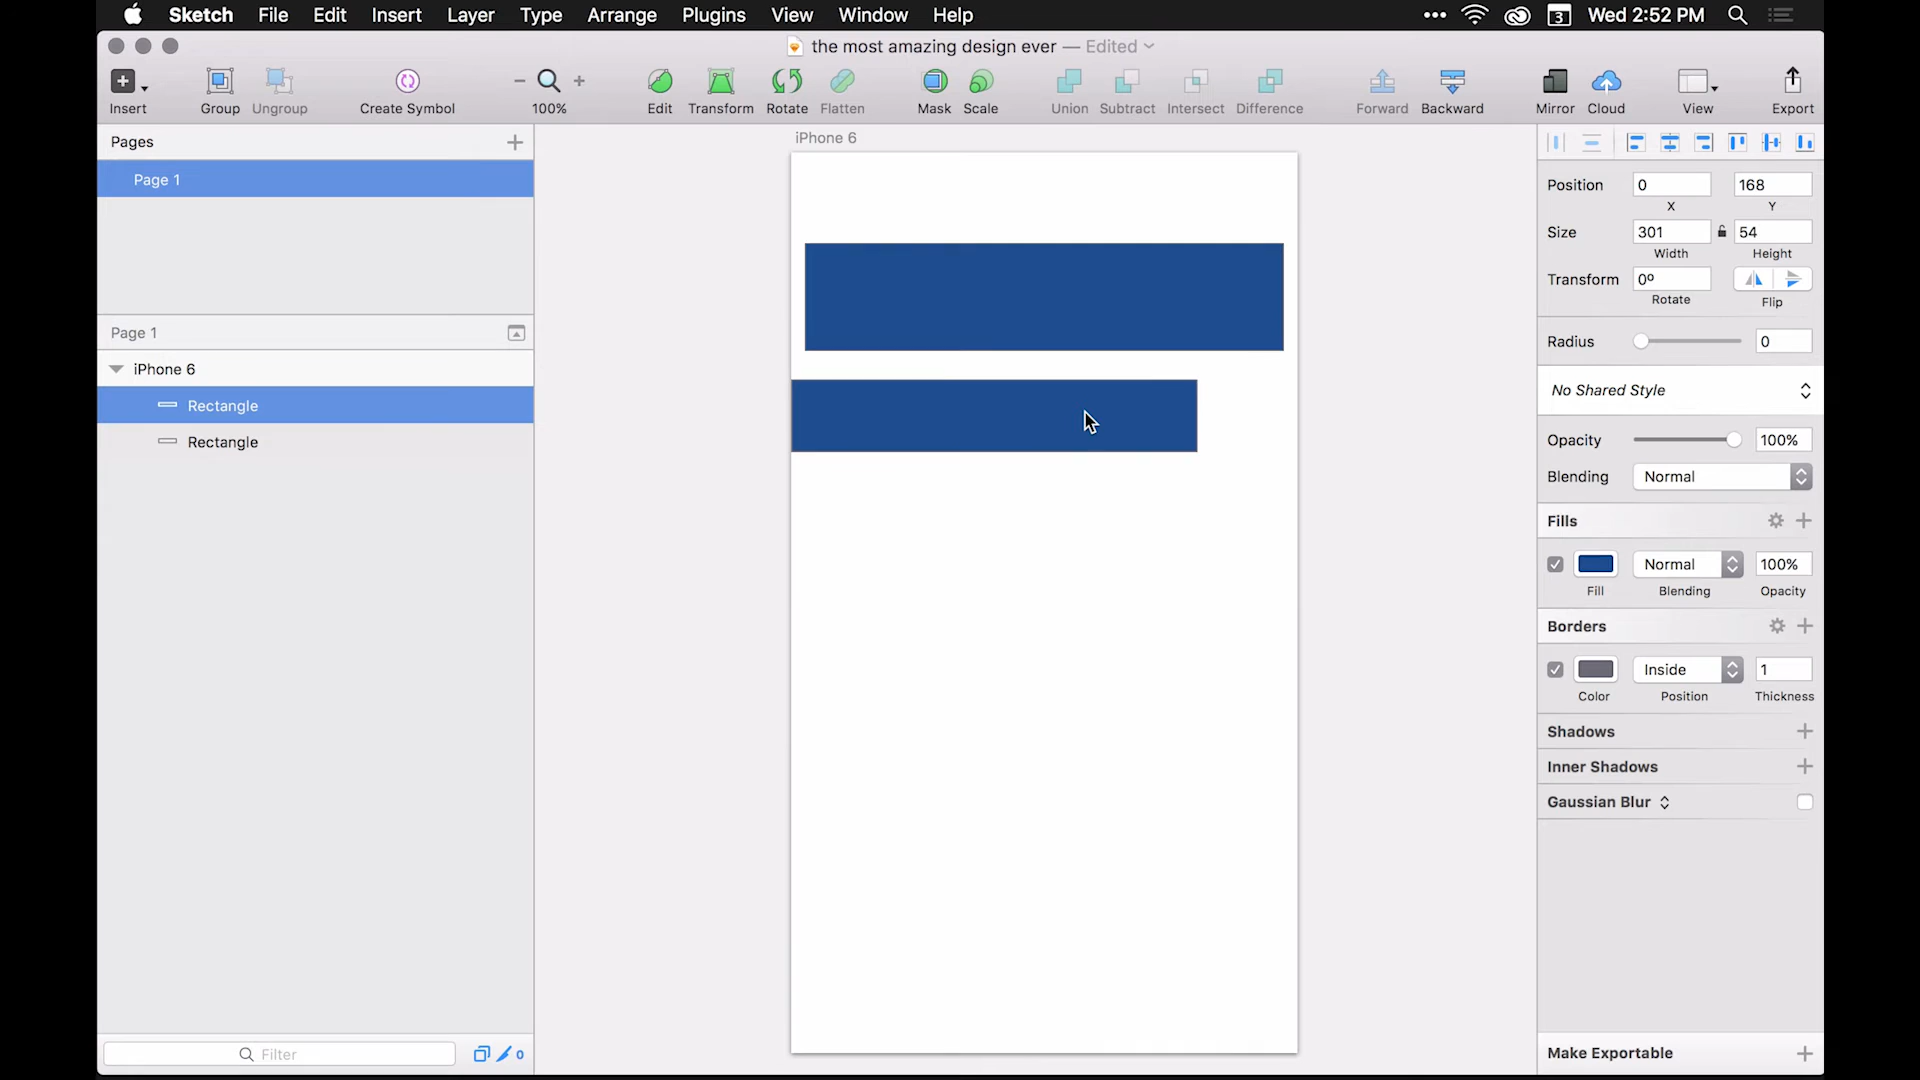 Sketch File Edit Insert Layer Type Arrange Plugins View Window Help ••• 3 Wed 2:52 PM
the most amazing design ever — Edited
Insert Group Ungroup Create Symbol 100% Edit Transform Rotate Flatten Mask Scale Union Subtract Intersect Difference Forward Backward Mirror Cloud View Export
Pages
Page 1
Page 1
iPhone 6
Rectangle
Rectangle
Filter 0
iPhone 6
Position 0 168
X Y
Size 301 54
Width Height
Transform 0º
Rotate Flip
Radius 0
No Shared Style
Opacity 100%
Blending Normal
Fills
Normal 100%
Fill Blending Opacity
Borders
Inside 1
Color Position Thickness
Shadows
Inner Shadows
Gaussian Blur
Make Exportable